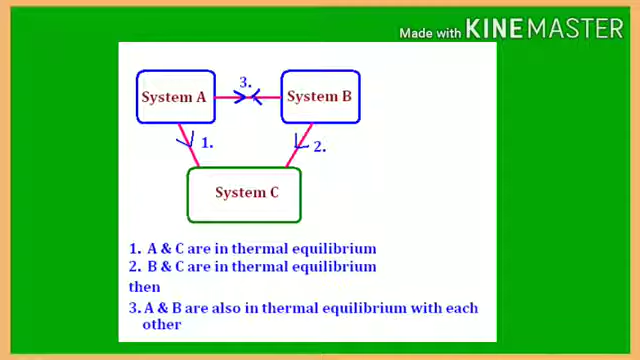 Made with KINEMASTER
3.
System A
System B
1.
2.
System C
1. A & C are in thermal equilibrium
2. B & C are in thermal equilibrium
then
3. A & B are also in thermal equilibrium with each
other